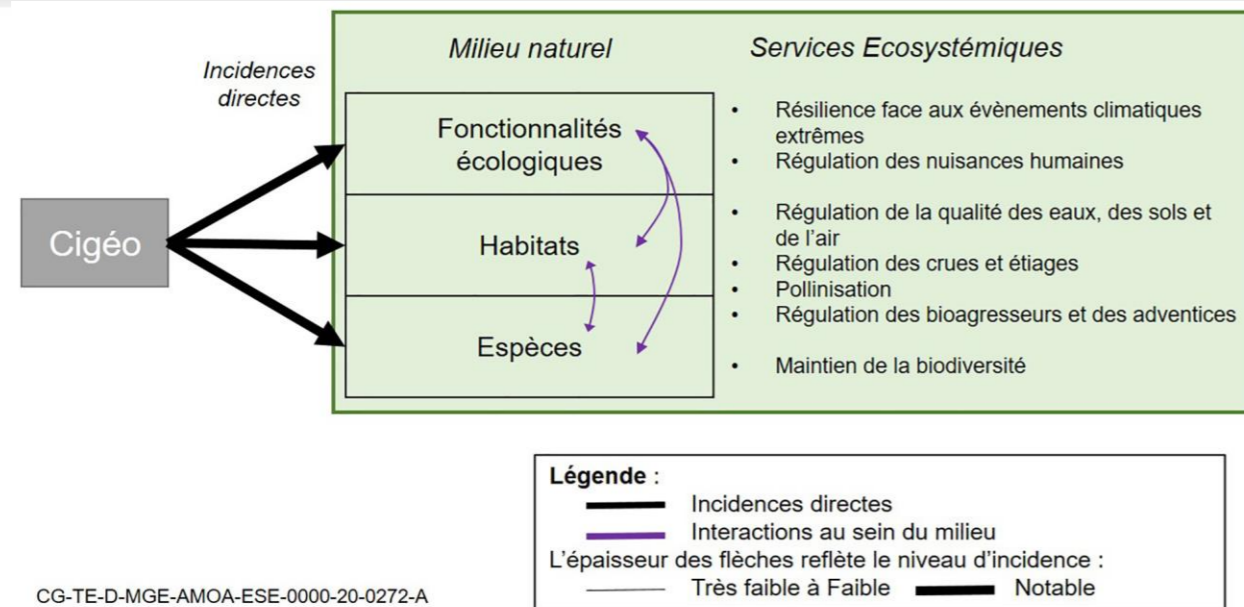 Incidences
directes
Cigéo
Milieu naturel
Fonctionnalités
écologiques
Habitats
Espèces
Services Ecosystémiques
• Résilience face aux évènements climatiques
extrêmes
• Régulation des nuisances humaines
• Régulation de la qualité des eaux, des sols et
de l'air
• Régulation des crues et étiages
• Pollinisation
• Régulation des bioagresseurs et des adventices
• Maintien de la biodiversité
Légende :
Incidences directes
Interactions au sein du milieu
L'épaisseur des flèches reflète le niveau d'incidence :
Très faible à Faible Notable
CG-TE-D-MGE-AMOA-ESE-0000-20-0272-A